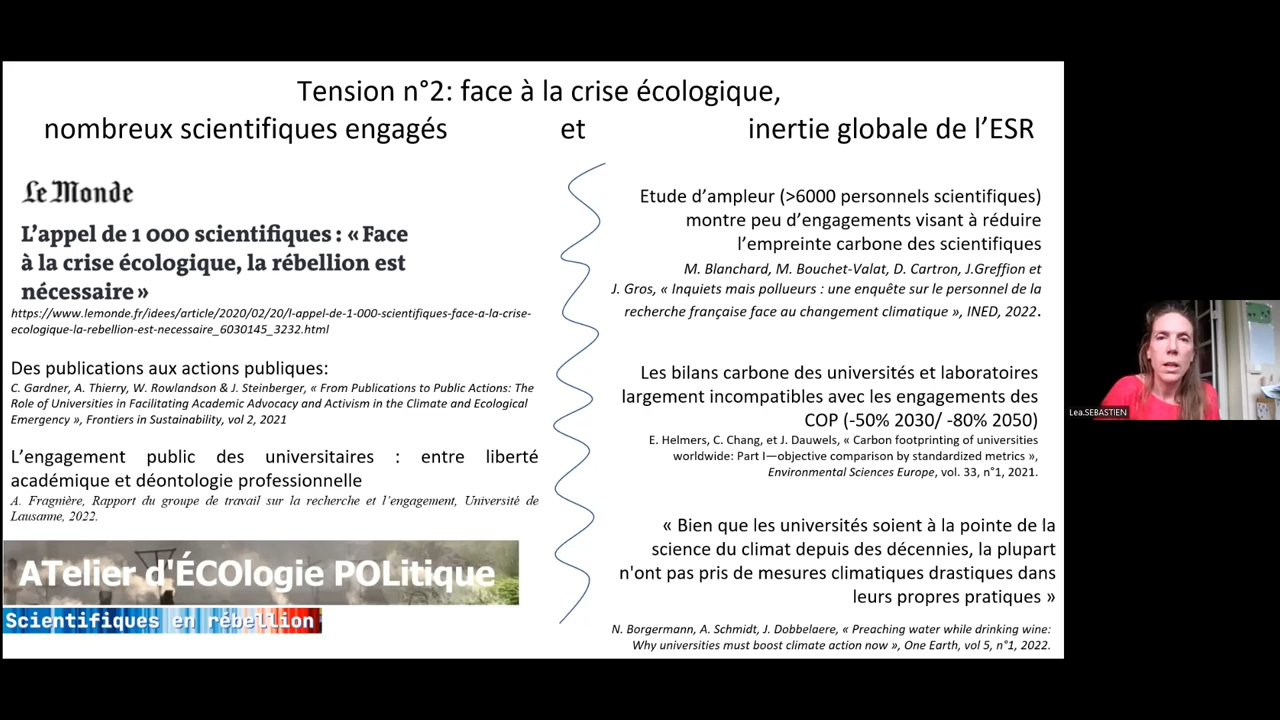 Tension n°2: face à la crise écologique,
nombreux scientifiques engagés et inertie globale de l'ESR
Le Monde
L'appel de 1 000 scientifiques : « Face
à la crise écologique, la rébellion est
nécessaire »
https://www.lemonde.fr/idees/article/2020/02/20/l-appel-de-1-000-scientifiques-face-a-la-crise-
ecologique-la-rebellion-est-necessaire_6030145_3232.html
Des publications aux actions publiques:
C. Gardner, A. Thierry, W. Rowlandson & J. Steinberger, « From Publications to Public Actions: The
Role of Universities in Facilitating Academic Advocacy and Activism in the Climate and Ecological
Emergency », Frontiers in Sustainability, vol 2, 2021
L'engagement public des universitaires : entre liberté
académique et déontologie professionnelle
A. Fragnière, Rapport du groupe de travail sur la recherche et l'engagement, Université de
Lausanne, 2022.
ATelier d'ÉCOlogie POLitique
Scientifiques en rébellion
Etude d'ampleur (>6000 personnels scientifiques)
montre peu d'engagements visant à réduire
l'empreinte carbone des scientifiques
M. Blanchard, M. Bouchet-Valat, D. Cartron, J.Greffion et
J. Gros, « Inquiets mais pollueurs : une enquête sur le personnel de la
recherche française face au changement climatique », INED, 2022.
Les bilans carbone des universités et laboratoires
largement incompatibles avec les engagements des
COP (-50% 2030/ -80% 2050)
E. Helmers, C. Chang, et J. Dauwels, « Carbon footprinting of universities
worldwide: Part I—objective comparison by standardized metrics »,
Environmental Sciences Europe, vol. 33, n°1, 2021.
« Bien que les universités soient à la pointe de la
science du climat depuis des décennies, la plupart
n'ont pas pris de mesures climatiques drastiques dans
leurs propres pratiques »
N. Borgermann, A. Schmidt, J. Dobbelaere, « Preaching water while drinking wine:
Why universities must boost climate action now », One Earth, vol 5, n°1, 2022.
Lea.SEBASTIEN